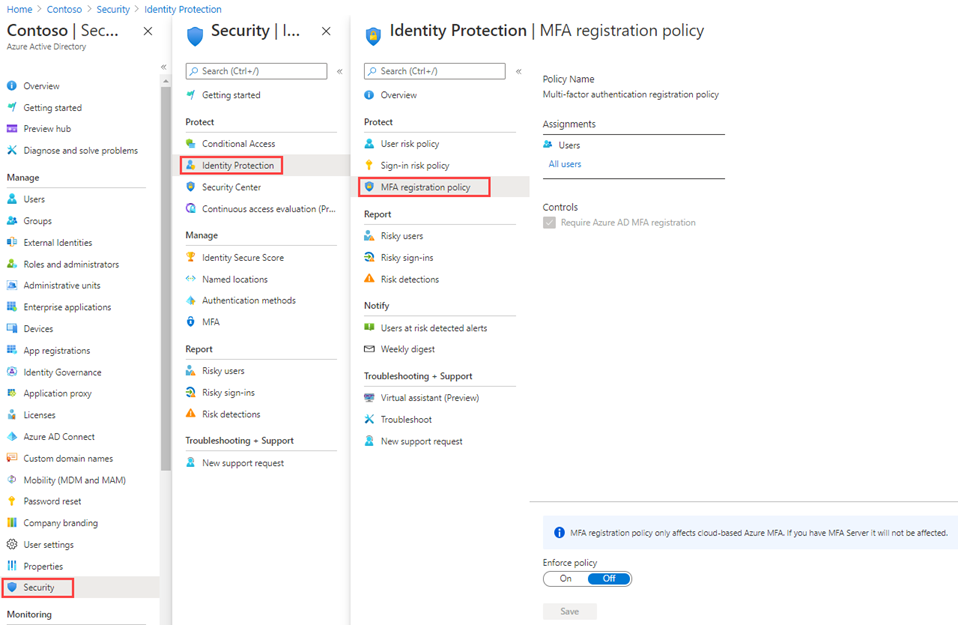 Home > Contoso > Security > Identity Protection
Contoso | Sec...
Azure Active Directory
Overview
Getting started
Preview hub
Diagnose and solve problems
Manage
Users
Groups
External Identities
Roles and administrators
Administrative units
Enterprise applications
Devices
App registrations
Identity Governance
Application proxy
Licenses
Azure AD Connect
Custom domain names
Mobility (MDM and MAM)
Password reset
Company branding
User settings
Properties
Security
Monitoring
Security | I...
Search (Ctrl+/)
Getting started
Protect
Conditional Access
Identity Protection
Security Center
Continuous access evaluation (Pr...
Manage
Identity Secure Score
Named locations
Authentication methods
MFA
Report
Risky users
Risky sign-ins
Risk detections
Troubleshooting + Support
New support request
Identity Protection | MFA registration policy
Search (Ctrl+/)
Overview
Protect
User risk policy
Sign-in risk policy
MFA registration policy
Report
Risky users
Risky sign-ins
Risk detections
Notify
Users at risk detected alerts
Weekly digest
Troubleshooting + Support
Virtual assistant (Preview)
Troubleshoot
New support request
Policy Name
Multi-factor authentication registration policy
Assignments
Users
All users
Controls
Require Azure AD MFA registration
MFA registration policy only affects cloud-based Azure MFA. If you have MFA Server it will not be affected.
Enforce policy
On Off
Save